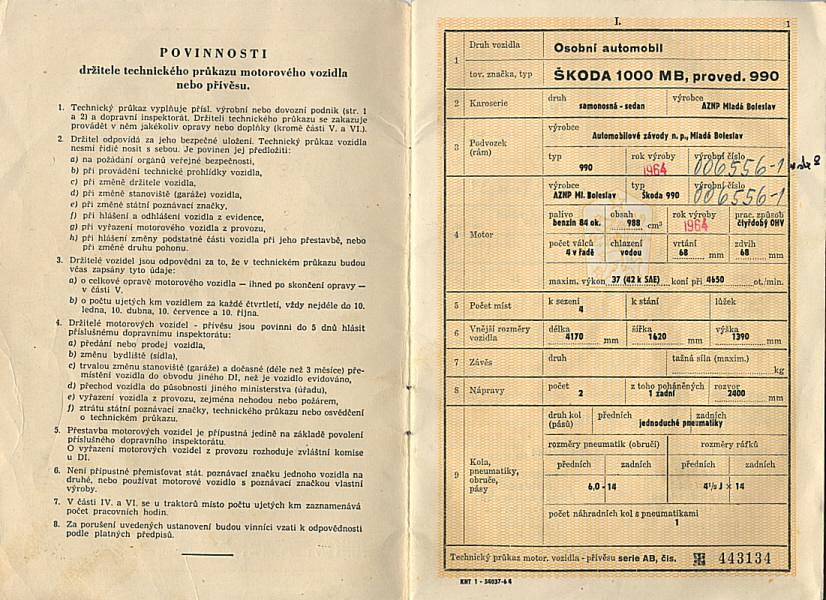 POVINNOSTI
držitele technického průkazu motorového vozidla
nebo přívěsu.
1. Technický průkaz vyplňuje přísl. výrobní nebo dovozní podnik (str. 1
a 2) a dopravní inspektorát. Držiteli technického průkazu se zakazuje
provádět v něm jakékoliv opravy nebo doplňky (kromě části V. a VI.).
2. Držitel odpovídá za jeho bezpečné uložení. Technický průkaz vozidla
nesmí řidič nosit s sebou. Je povinen jej předložiti:
a) na požádání orgánů veřejné bezpečnosti,
b) při provádění technické prohlídky vozidla,
c) při změně držitele vozidla,
d) při změně stanoviště (garáže) vozidla,
e) při změně státní poznávací značky,
f) při hlášení a odhlášení vozidla z evidence,
g) při vyřazení motorového vozidla z provozu,
h) při hlášení změny podstatné části vozidla při jeho přestavbě, nebo
při změně druhu pohonu.
3. Držitelé vozidel jsou odpovědni za to, že v technickém průkazu budou
včas zapsány tyto údaje:
a) o celkové opravě motorového vozidla — ihned po skončení opravy —
v části V.
b) o počtu ujetých km vozidlem za každé čtvrtletí, vždy nejdéle do 10.
ledna, 10. dubna, 10. července a 10. října.
4. Držitelé motorových vozidel - přívěsu jsou povinni do 5 dnů hlásit
příslušnému dopravnímu inspektorátu:
a) předání nebo prodej vozidla,
b) změnu bydliště (sídla),
c) trvalou změnu stanoviště (garáže) a dočasné (déle než 3 měsíce) pře-
místění vozidla do obvodu jiného DI, než je vozidlo evidováno,
d) přechod vozidla do působnosti jiného ministerstva (úřadu),
e) vyřazení vozidla z provozu, zejména nehodou nebo požárem,
f) ztrátu státní poznávací značky, technického průkazu nebo osvědčení
o technickém průkazu.
5. Přestavba motorových vozidel je přípustná jedině na základě povolení
příslušného dopravního inspektorátu.
O vyřazení motorových vozidel z provozu rozhoduje zvláštní komise
u DI.
6. Není přípustné přemisťovat stát. poznávací značku jednoho vozidla na
druhé, nebo používat motorové vozidlo s poznávací značkou vlastní
výroby.
7. V části IV. a VI. se u traktorů místo počtu ujetých km zaznamenává
počet pracovních hodin.
8. Za porušení uvedených ustanovení budou vinníci vzati k odpovědnosti
podle platných předpisů.
I. 1
1 Druh vozidla Osobní automobil
tov. značka, typ ŠKODA 1000 MB, proved. 990
2 Karoserie druh samonosná - sedan výrobce AZNP Mladá Boleslav
3 Podvozek (rám) výrobce Automobilové závody n. p., Mladá Boleslav
typ 990 rok výroby 1964 výrobní číslo 006556-1
4 Motor výrobce AZNP Ml. Boleslav typ Škoda 990 006556-1
palivo benzin 84 ok. obsah 988 cm³ rok výroby 1964 prac. způsob čtyřdobý OHV
počet válců 4 v řadě chlazení vodou vrtání 68 mm zdvih 68 mm
maxim. výkon 37 (42 k SAE) koní při 4650 ot./min.
5 Počet míst k sezení 4 k stání lůžek
6 Vnější rozměry vozidla délka 4170 mm šířka 1620 mm výška 1390 mm
7 Závěs druh tažná síla (maxim.) kg
8 Nápravy počet 2 z toho poháněných 1 zadní rozvor 2400 mm
9 Kola, pneumatiky, obruče, pásy druh kol (pásů) předních zadních jednoduché pneumatiky
rozměry pneumatik (obručí) rozměry ráfků
předních zadních předních zadních
6,0 - 14 4½ J × 14
počet náhradních kol s pneumatikami
1
Technický průkaz motor. vozidla - přívěsu serie AB, čís. 443134
KNT 1 - 34037-64